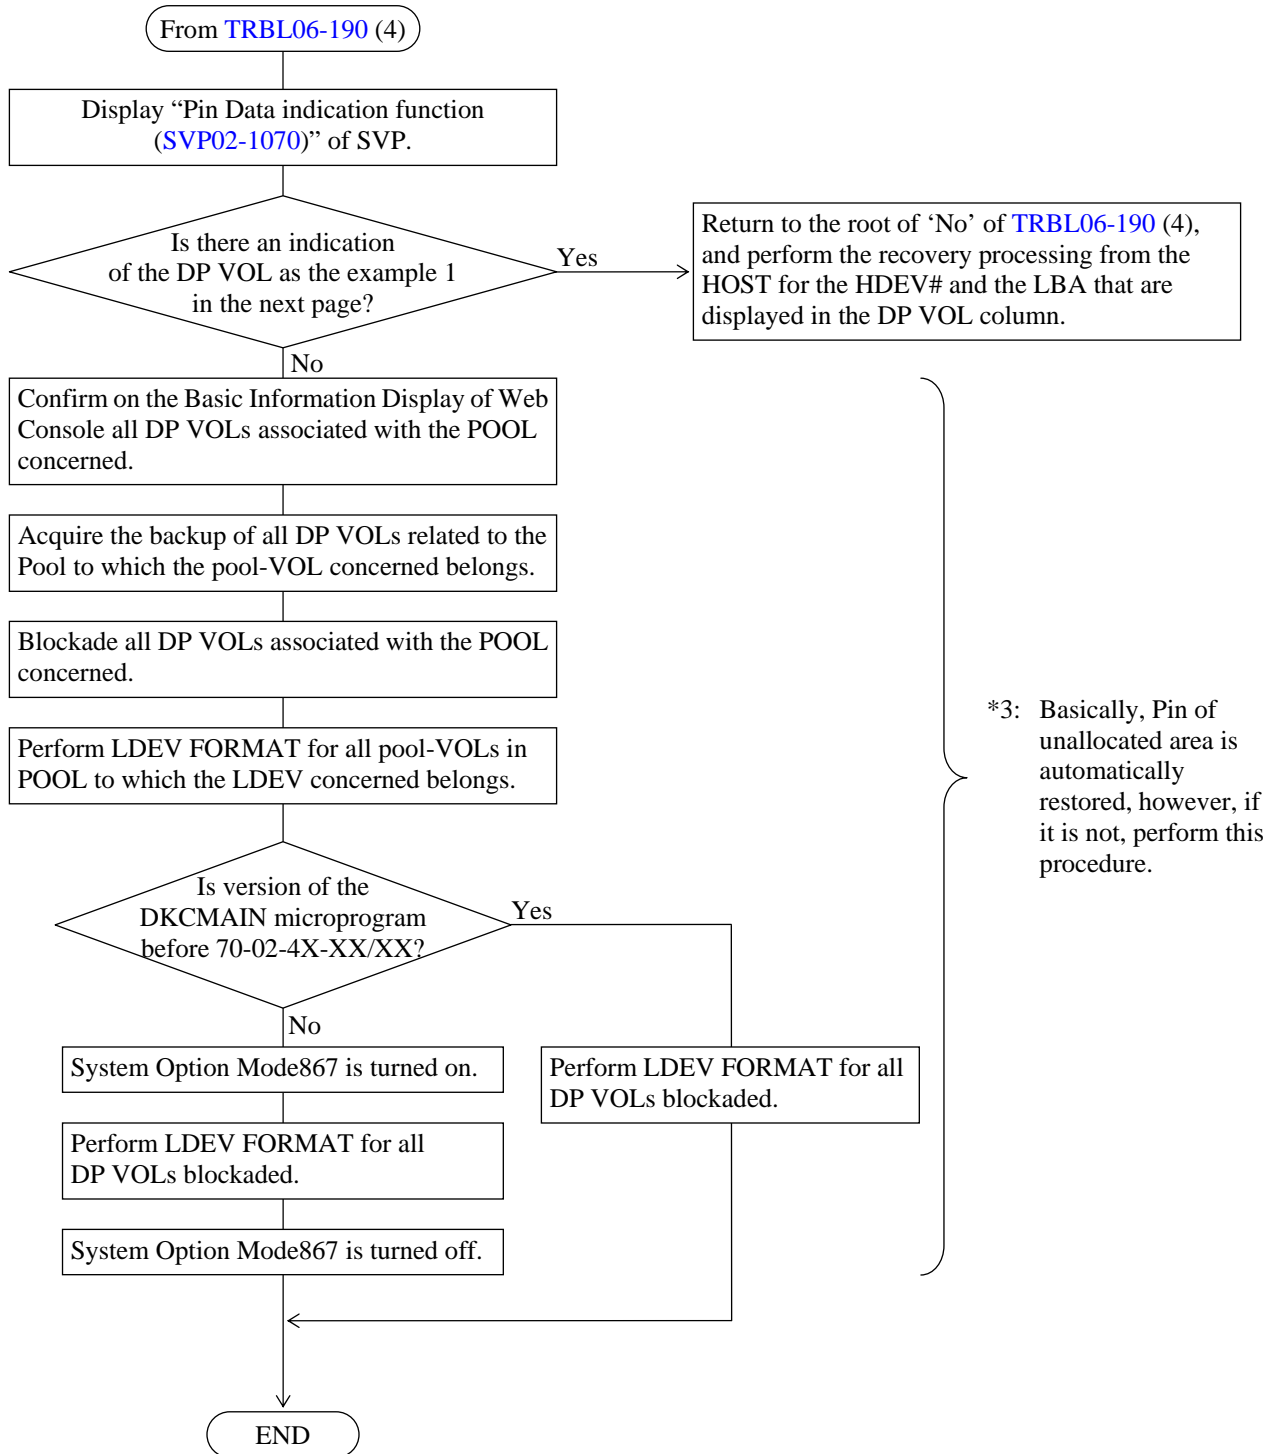 From TRBL06-190 (4)
Display “Pin Data indication function
(SVP02-1070)” of SVP.
Is there an indication
of the DP VOL as the example 1
in the next page?
Yes
Return to the root of ‘No’ of TRBL06-190 (4),
and perform the recovery processing from the
HOST for the HDEV# and the LBA that are
displayed in the DP VOL column.
No
Confirm on the Basic Information Display of Web
Console all DP VOLs associated with the POOL
concerned.
Acquire the backup of all DP VOLs related to the
Pool to which the pool-VOL concerned belongs.
Blockade all DP VOLs associated with the POOL
concerned.
Perform LDEV FORMAT for all pool-VOLs in
POOL to which the LDEV concerned belongs.
*3: Basically, Pin of
unallocated area is
automatically
restored, however, if
it is not, perform this
procedure.
Is version of the
DKCMAIN microprogram
before 70-02-4X-XX/XX?
Yes
No
System Option Mode867 is turned on.
Perform LDEV FORMAT for all
DP VOLs blockaded.
Perform LDEV FORMAT for all
DP VOLs blockaded.
System Option Mode867 is turned off.
END